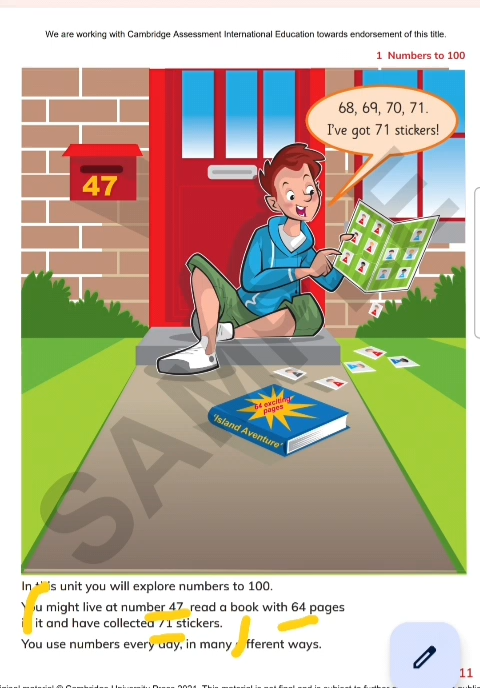 We are working with Cambridge Assessment International Education towards endorsement of this title.
1 Numbers to 100
68, 69, 70, 71.
I've got 71 stickers!
47
64 exciting
pages
'Island Aventure'
SAMPLE
In this unit you will explore numbers to 100.
You might live at number 47, read a book with 64 pages
in it and have collected 71 stickers.
You use numbers every day, in many different ways.
11